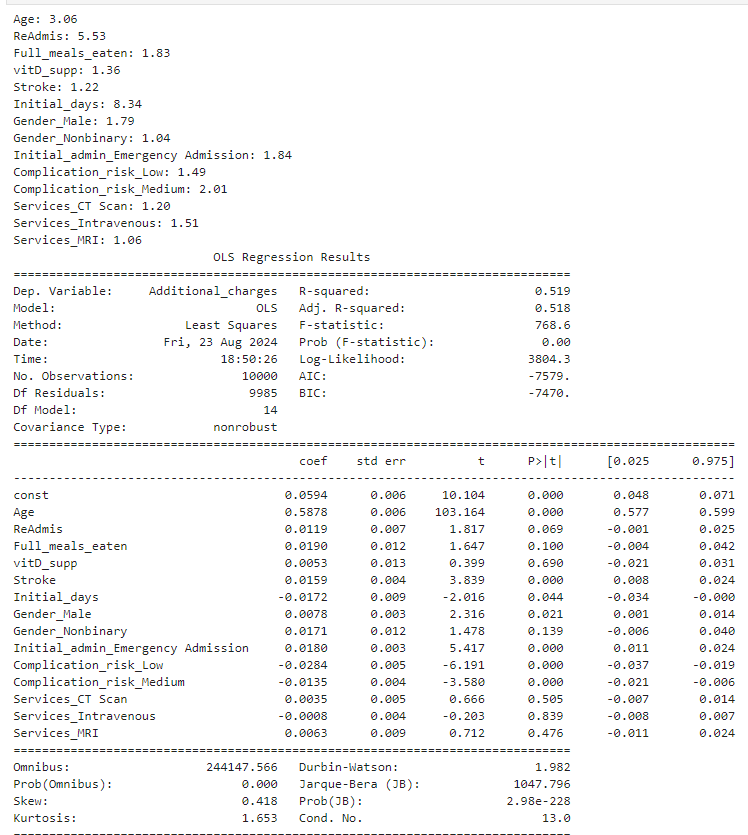 Age: 3.06
ReAdmis: 5.53
Full_meals_eaten: 1.83
vitD_supp: 1.36
Stroke: 1.22
Initial_days: 8.34
Gender_Male: 1.79
Gender_Nonbinary: 1.04
Initial_admin_Emergency Admission: 1.84
Complication_risk_Low: 1.49
Complication_risk_Medium: 2.01
Services_CT Scan: 1.20
Services_Intravenous: 1.51
Services_MRI: 1.06
OLS Regression Results
==============================================================================
Dep. Variable: Additional_charges R-squared: 0.519
Model: OLS Adj. R-squared: 0.518
Method: Least Squares F-statistic: 768.6
Date: Fri, 23 Aug 2024 Prob (F-statistic): 0.00
Time: 18:50:26 Log-Likelihood: 3804.3
No. Observations: 10000 AIC: -7579.
Df Residuals: 9985 BIC: -7470.
Df Model: 14
Covariance Type: nonrobust
=====================================================================================================
coef std err t P>|t| [0.025 0.975]
-----------------------------------------------------------------------------------------------------
const 0.0594 0.006 10.104 0.000 0.048 0.071
Age 0.5878 0.006 103.164 0.000 0.577 0.599
ReAdmis 0.0119 0.007 1.817 0.069 -0.001 0.025
Full_meals_eaten 0.0190 0.012 1.647 0.100 -0.004 0.042
vitD_supp 0.0053 0.013 0.399 0.690 -0.021 0.031
Stroke 0.0159 0.004 3.839 0.000 0.008 0.024
Initial_days -0.0172 0.009 -2.016 0.044 -0.034 -0.000
Gender_Male 0.0078 0.003 2.316 0.021 0.001 0.014
Gender_Nonbinary 0.0171 0.012 1.478 0.139 -0.006 0.040
Initial_admin_Emergency Admission 0.0180 0.003 5.417 0.000 0.011 0.024
Complication_risk_Low -0.0284 0.005 -6.191 0.000 -0.037 -0.019
Complication_risk_Medium -0.0135 0.004 -3.580 0.000 -0.021 -0.006
Services_CT Scan 0.0035 0.005 0.666 0.505 -0.007 0.014
Services_Intravenous -0.0008 0.004 -0.203 0.839 -0.008 0.007
Services_MRI 0.0063 0.009 0.712 0.476 -0.011 0.024
==============================================================================
Omnibus: 244147.566 Durbin-Watson: 1.982
Prob(Omnibus): 0.000 Jarque-Bera (JB): 1047.796
Skew: 0.418 Prob(JB): 2.98e-228
Kurtosis: 1.653 Cond. No. 13.0
------------------------------------------------------------------------------